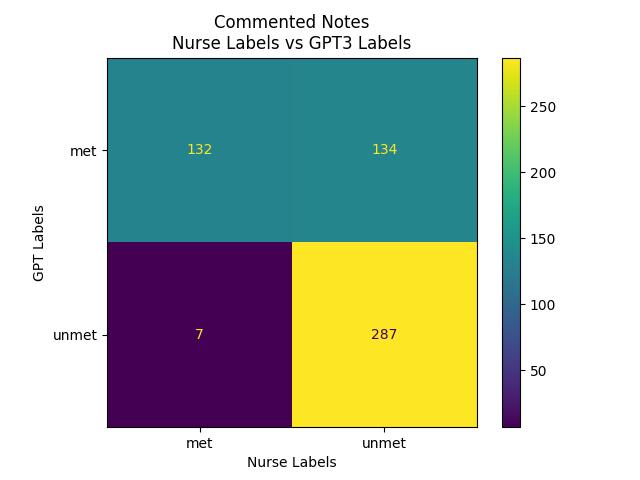 Commented Notes
Nurse Labels vs GPT3 Labels
GPT Labels
met
132
134
unmet
7
287
met
unmet
Nurse Labels
250
200
150
100
50